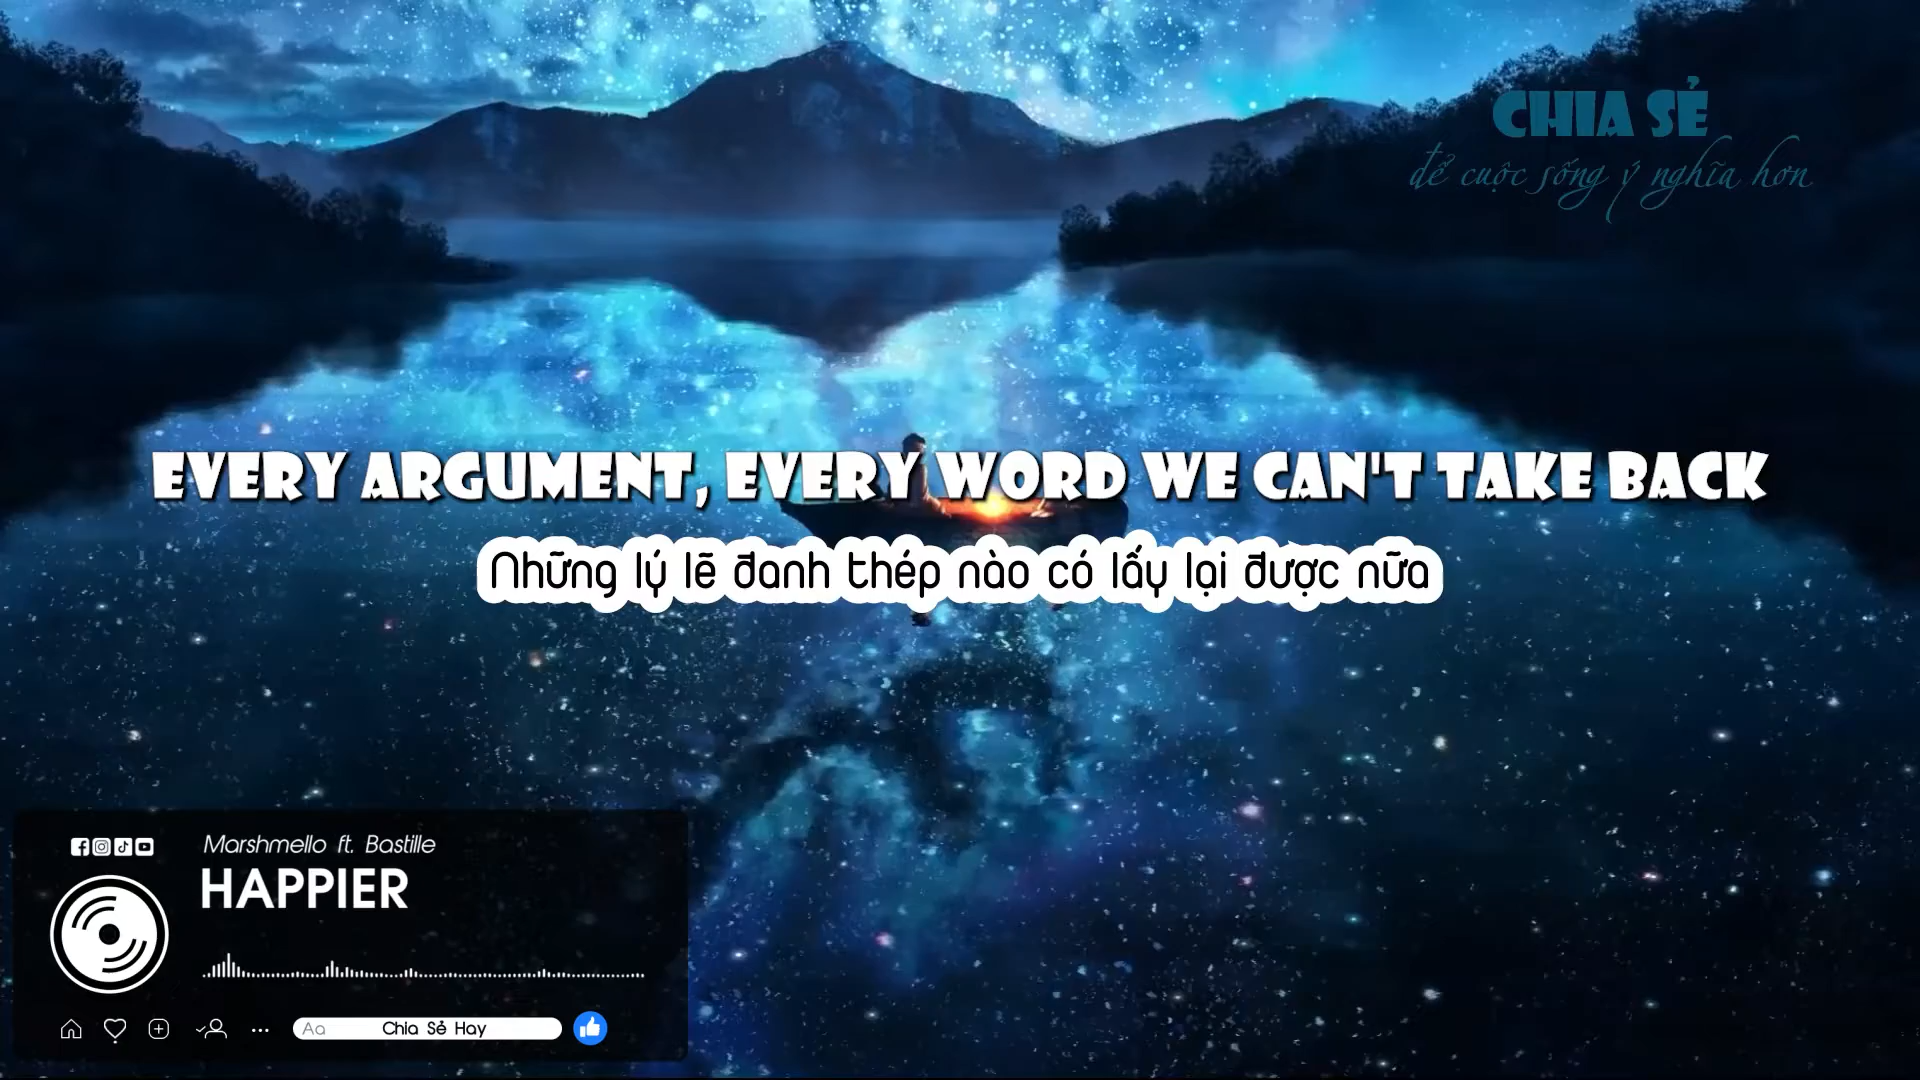 CHIA SẺ
để cuộc sống ý nghĩa hơn
EVERY ARGUMENT, EVERY WORD WE CAN'T TAKE BACK
Những lý lẽ đanh thép nào có lấy lại được nữa
Marshmello ft. Bastille
HAPPIER
Aa Chia Sẻ Hay